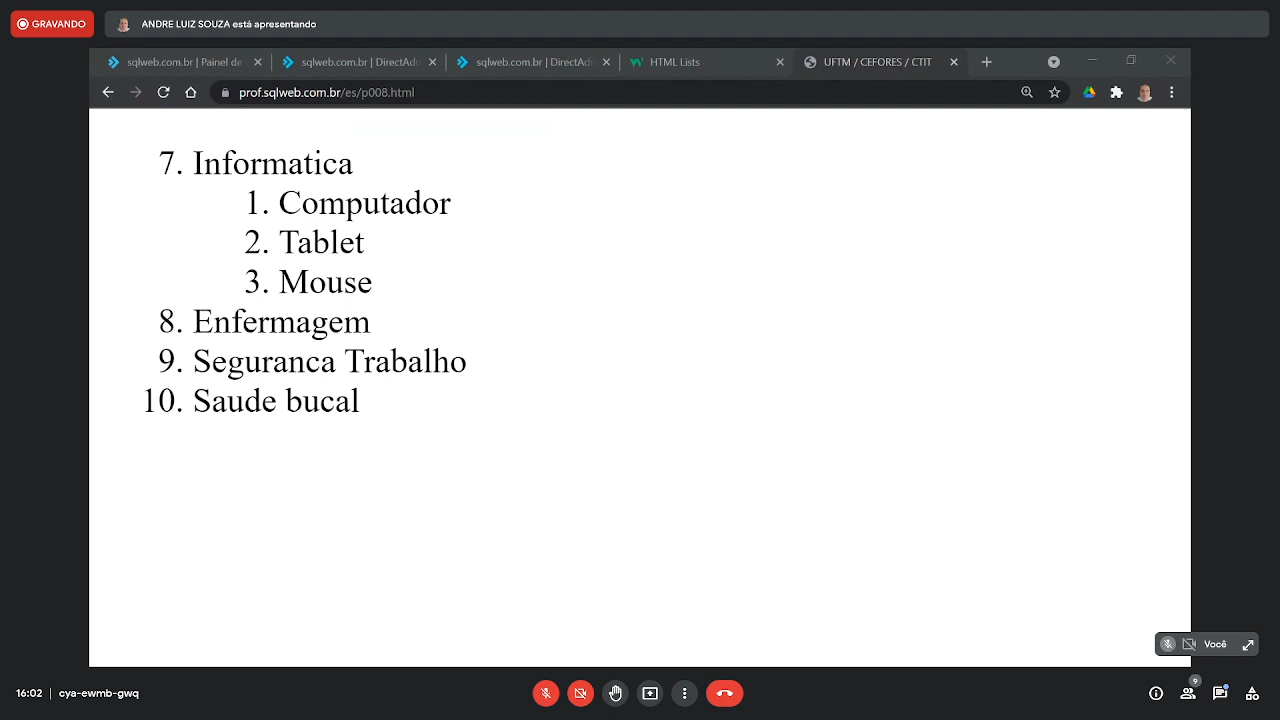 GRAVANDO
ANDRE LUIZ SOUZA está apresentando
sqlweb.com.br | Painel de
sqlweb.com.br | DirectAdn
sqlweb.com.br | DirectAdn
HTML Lists
UFTM / CEFORES / CTIT
prof.sqlweb.com.br/es/p008.html
7. Informatica
1. Computador
2. Tablet
3. Mouse
8. Enfermagem
9. Seguranca Trabalho
10. Saude bucal
Você
16:02 | cya-ewmb-gwq
9